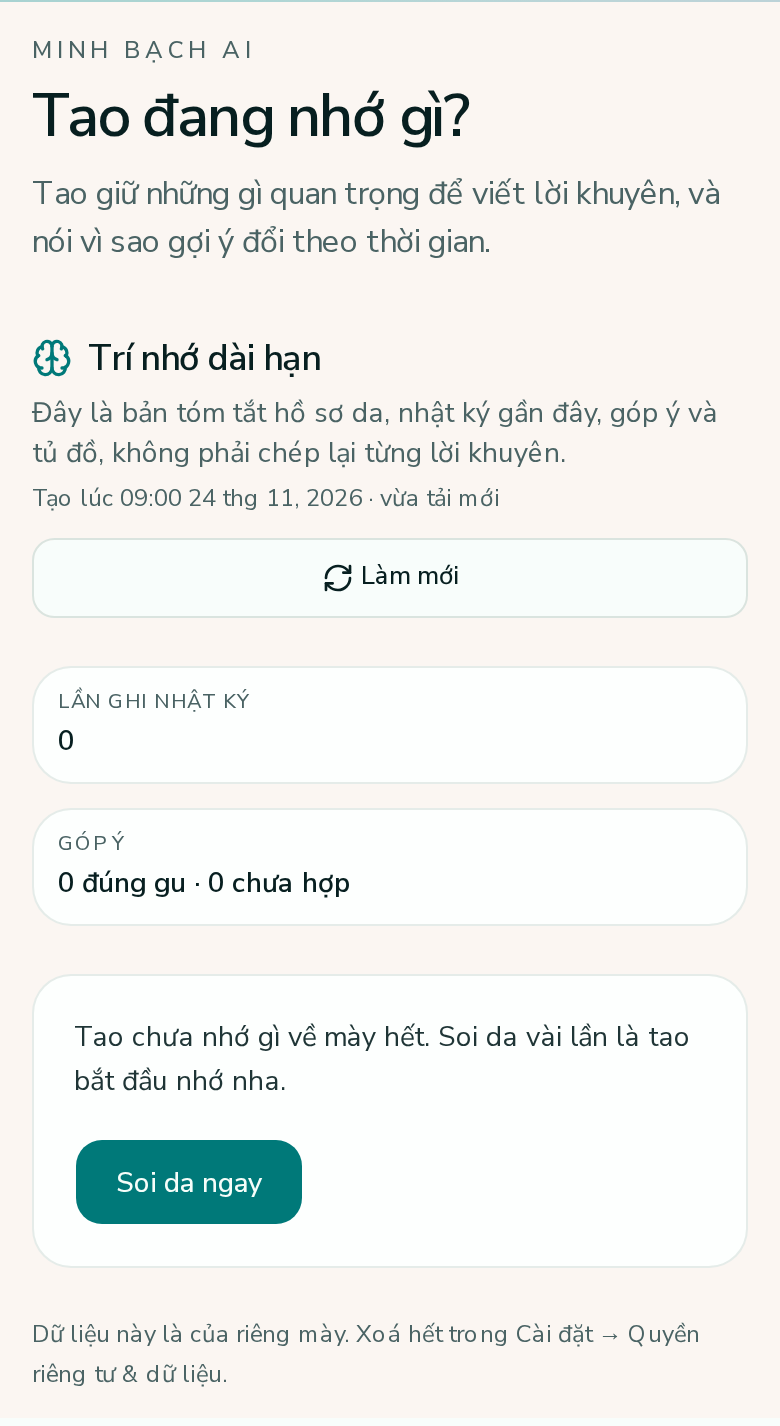 MINH BẠCH AI
Tao đang nhớ gì?
Tao giữ những gì quan trọng để viết lời khuyên, và
nói vì sao gợi ý đổi theo thời gian.
Trí nhớ dài hạn
Đây là bản tóm tắt hồ sơ da, nhật ký gần đây, góp ý và
tủ đồ, không phải chép lại từng lời khuyên.
Tạo lúc 09:00 24 thg 11, 2026 · vừa tải mới
Làm mới
LẦN GHI NHẬT KÝ
0
GÓP Ý
0 đúng gu · 0 chưa hợp
Tao chưa nhớ gì về mày hết. Soi da vài lần là tao
bắt đầu nhớ nha.
Soi da ngay
Dữ liệu này là của riêng mày. Xoá hết trong Cài đặt → Quyền
riêng tư & dữ liệu.